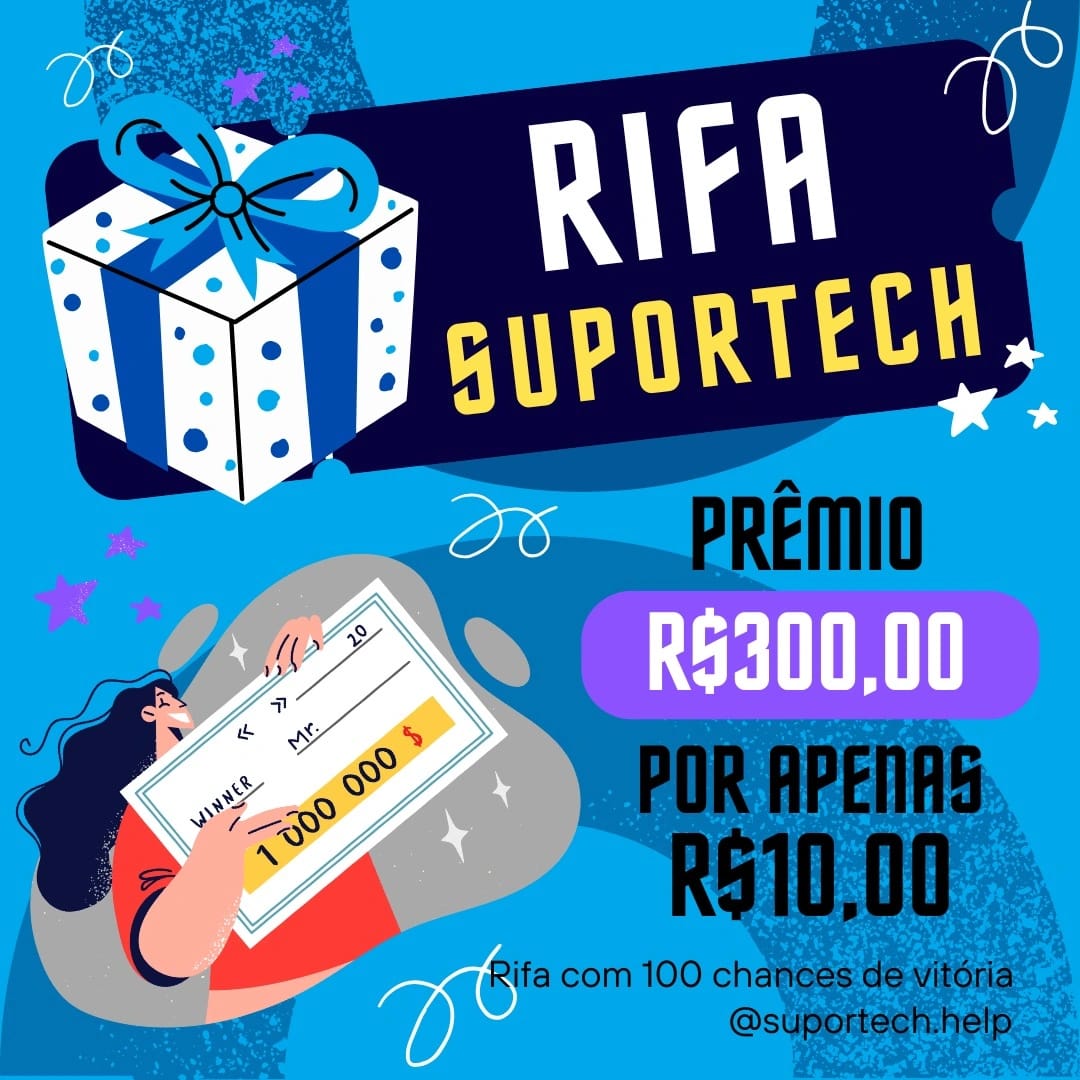 RIFA
SUPORTECH
PRÊMIO
R$300,00
POR APENAS
R$10,00
20
« »
Mr.
WINNER
1 000 000 $
Rifa com 100 chances de vitória
@suportech.help